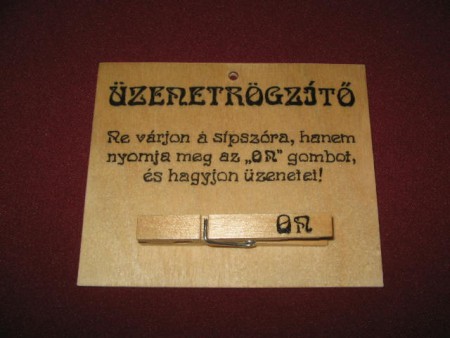 ÜZENETRÖGZÍTŐ
Ne várjon a sípszóra, hanem
nyomja meg az „ON” gombot,
és hagyjon üzenetet!
ON